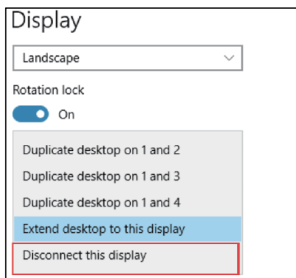 Display
Landscape
Rotation lock
On
Duplicate desktop on 1 and 2
Duplicate desktop on 1 and 3
Duplicate desktop on 1 and 4
Extend desktop to this display
Disconnect this display